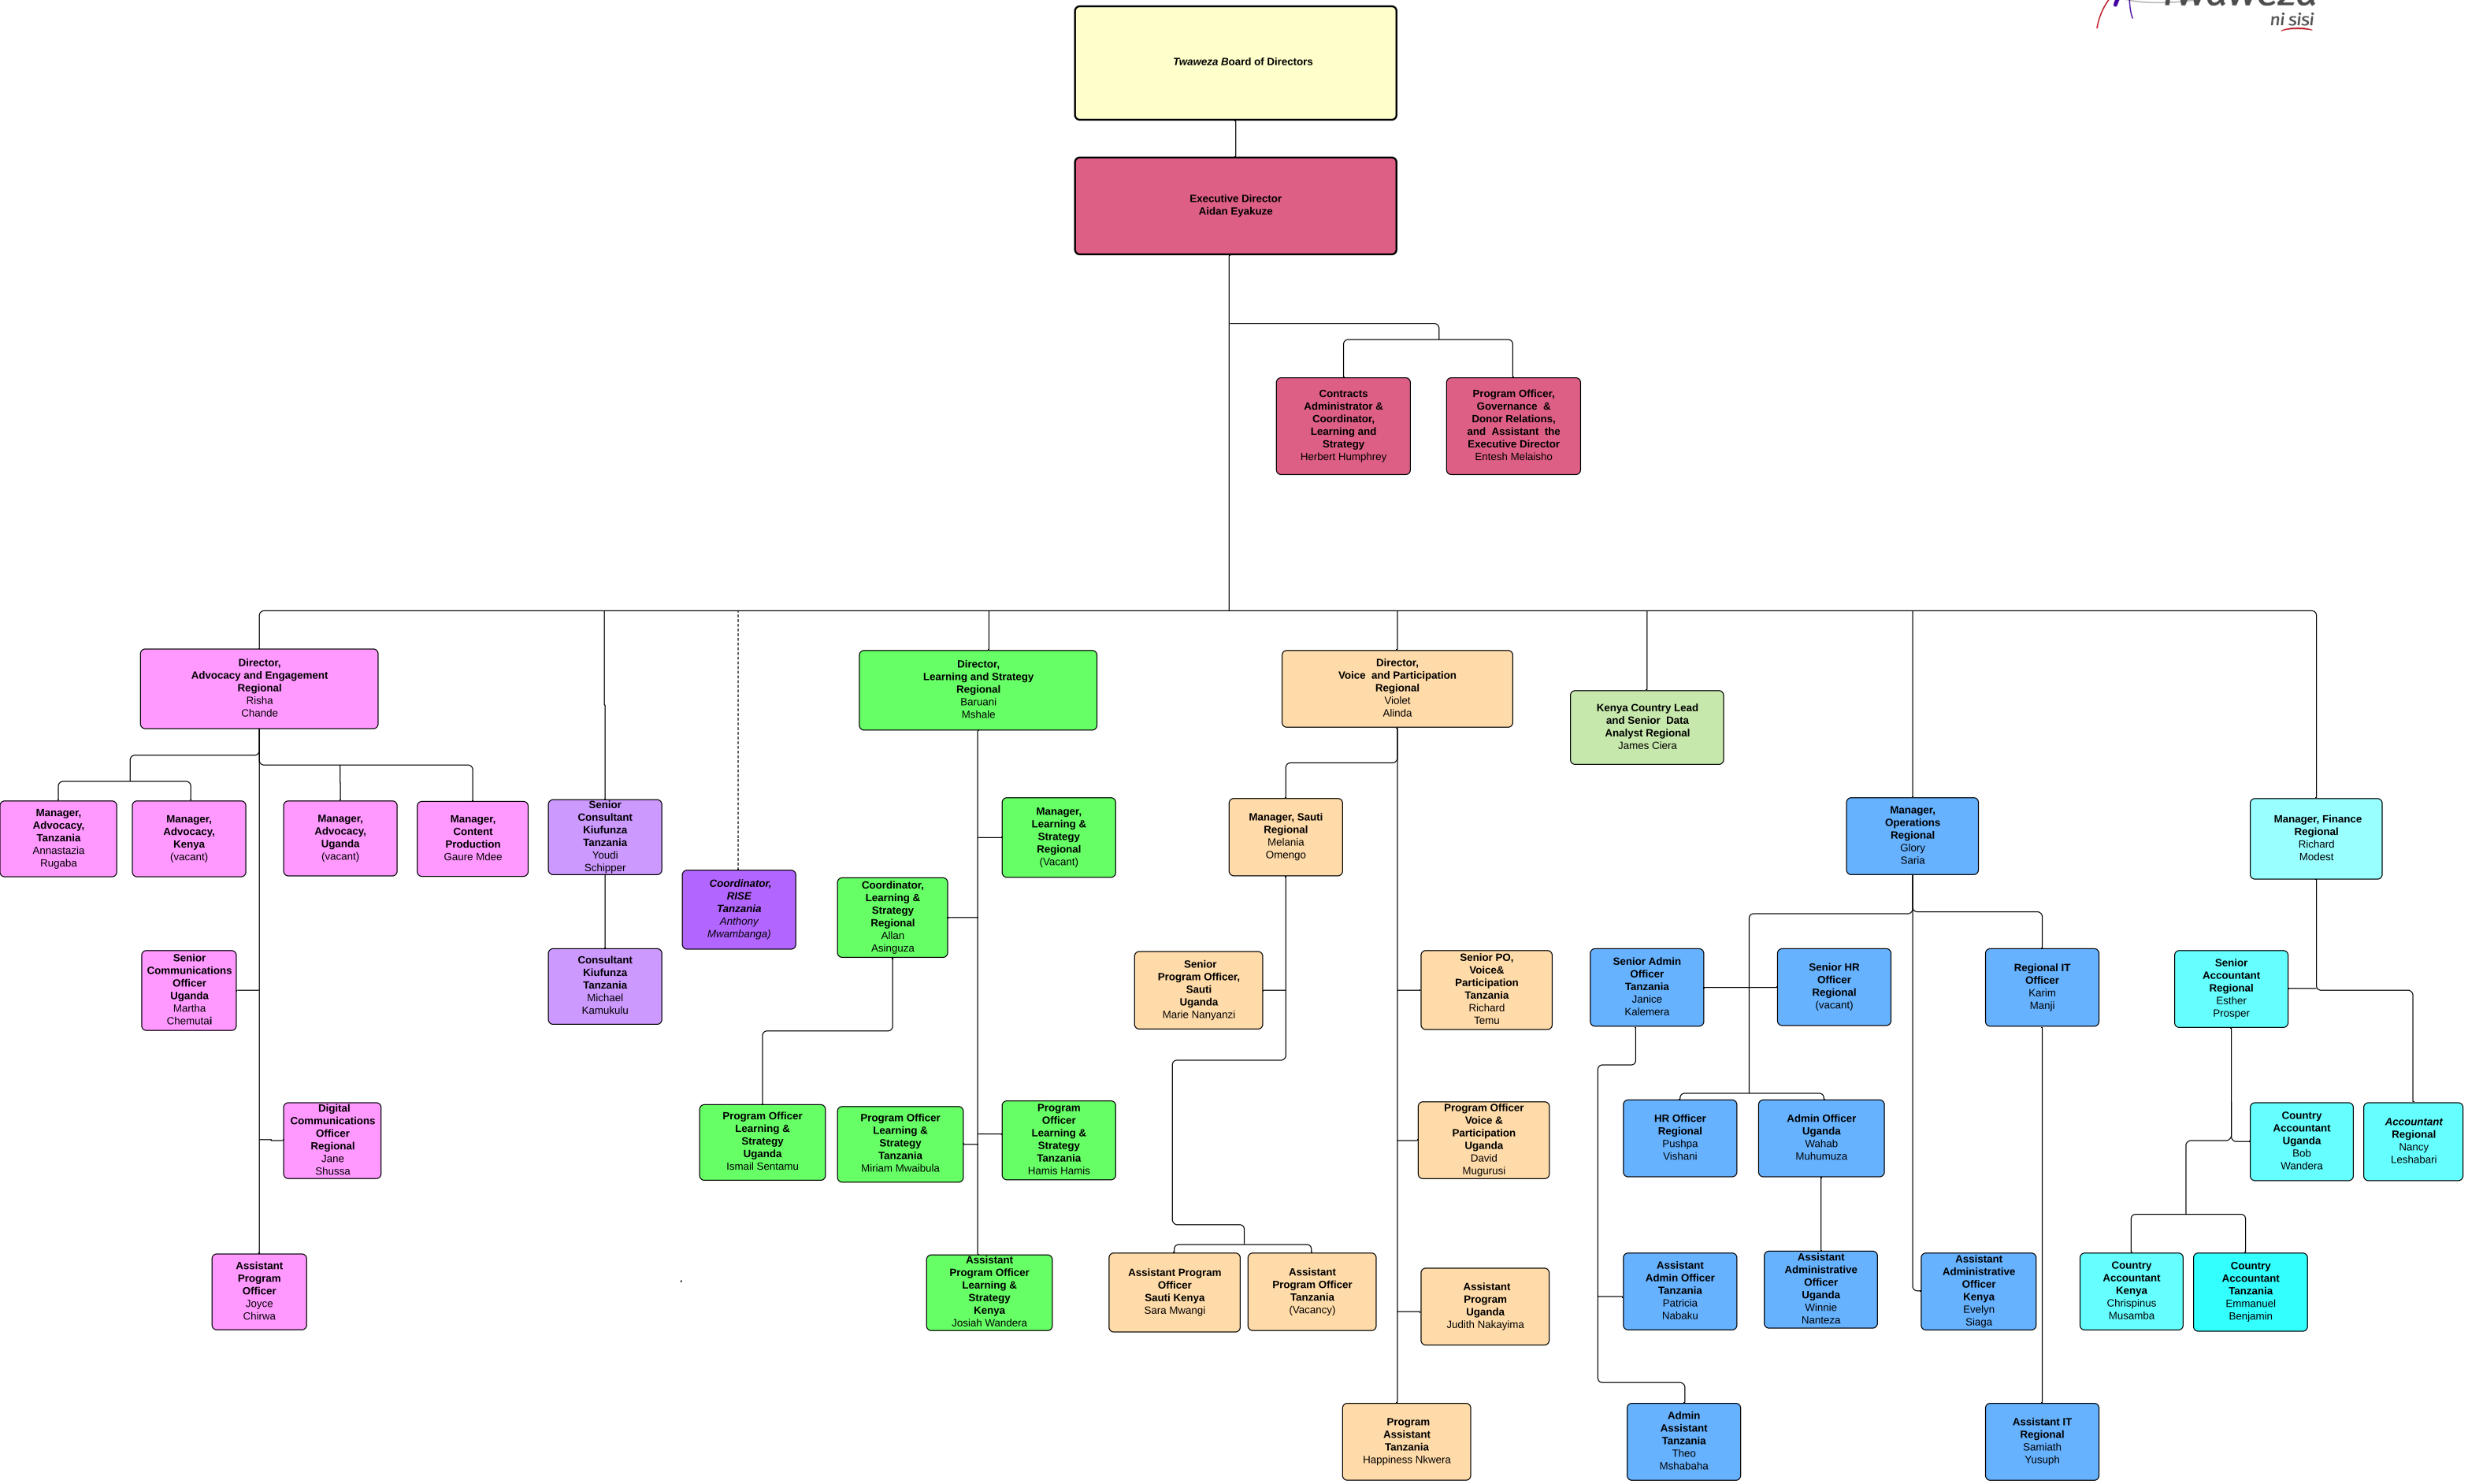 Twaweza
ni sisi
Twaweza Board of Directors
Executive Director
Aidan Eyakuze
Contracts
Administrator &
Coordinator,
Learning and
Strategy
Herbert Humphrey
Program Officer,
Governance &
Donor Relations,
and Assistant the
Executive Director
Entesh Melaisho
Director,
Advocacy and Engagement
Regional
Risha
Chande
Director,
Learning and Strategy
Regional
Baruani
Mshale
Director,
Voice and Participation
Regional
Violet
Alinda
Kenya Country Lead
and Senior Data
Analyst Regional
James Ciera
Manager,
Advocacy,
Tanzania
Annastazia
Rugaba
Manager,
Advocacy,
Kenya
(vacant)
Manager,
Advocacy,
Uganda
(vacant)
Manager,
Content
Production
Gaure Mdee
Senior
Consultant
Kiufunza
Tanzania
Youdi
Schipper
Coordinator,
RISE
Tanzania
Anthony
Mwambanga)
Coordinator,
Learning &
Strategy
Regional
Allan
Asinguza
Manager,
Learning &
Strategy
Regional
(Vacant)
Manager, Sauti
Regional
Melania
Omengo
Manager,
Operations
Regional
Glory
Saria
Manager, Finance
Regional
Richard
Modest
Senior
Communications
Officer
Uganda
Martha
Chemutai
Consultant
Kiufunza
Tanzania
Michael
Kamukulu
Senior
Program Officer,
Sauti
Uganda
Marie Nanyanzi
Senior PO,
Voice&
Participation
Tanzania
Richard
Temu
Senior Admin
Officer
Tanzania
Janice
Kalemera
Senior HR
Officer
Regional
(vacant)
Regional IT
Officer
Karim
Manji
Senior
Accountant
Regional
Esther
Prosper
Digital
Communications
Officer
Regional
Jane
Shussa
Program Officer
Learning &
Strategy
Uganda
Ismail Sentamu
Program Officer
Learning &
Strategy
Tanzania
Miriam Mwaibula
Program
Officer
Learning &
Strategy
Tanzania
Hamis Hamis
Program Officer
Voice &
Participation
Uganda
David
Mugurusi
HR Officer
Regional
Pushpa
Vishani
Admin Officer
Uganda
Wahab
Muhumuza
Country
Accountant
Uganda
Bob
Wandera
Accountant
Regional
Nancy
Leshabari
Assistant
Program
Officer
Joyce
Chirwa
Assistant
Program Officer
Learning &
Strategy
Kenya
Josiah Wandera
Assistant Program
Officer
Sauti Kenya
Sara Mwangi
Assistant
Program Officer
Tanzania
(Vacancy)
Assistant
Program
Uganda
Judith Nakayima
Assistant
Admin Officer
Tanzania
Patricia
Nabaku
Assistant
Administrative
Officer
Uganda
Winnie
Nanteza
Assistant
Administrative
Officer
Kenya
Evelyn
Siaga
Country
Accountant
Kenya
Chrispinus
Musamba
Country
Accountant
Tanzania
Emmanuel
Benjamin
Program
Assistant
Tanzania
Happiness Nkwera
Admin
Assistant
Tanzania
Theo
Mshabaha
Assistant IT
Regional
Samiath
Yusuph